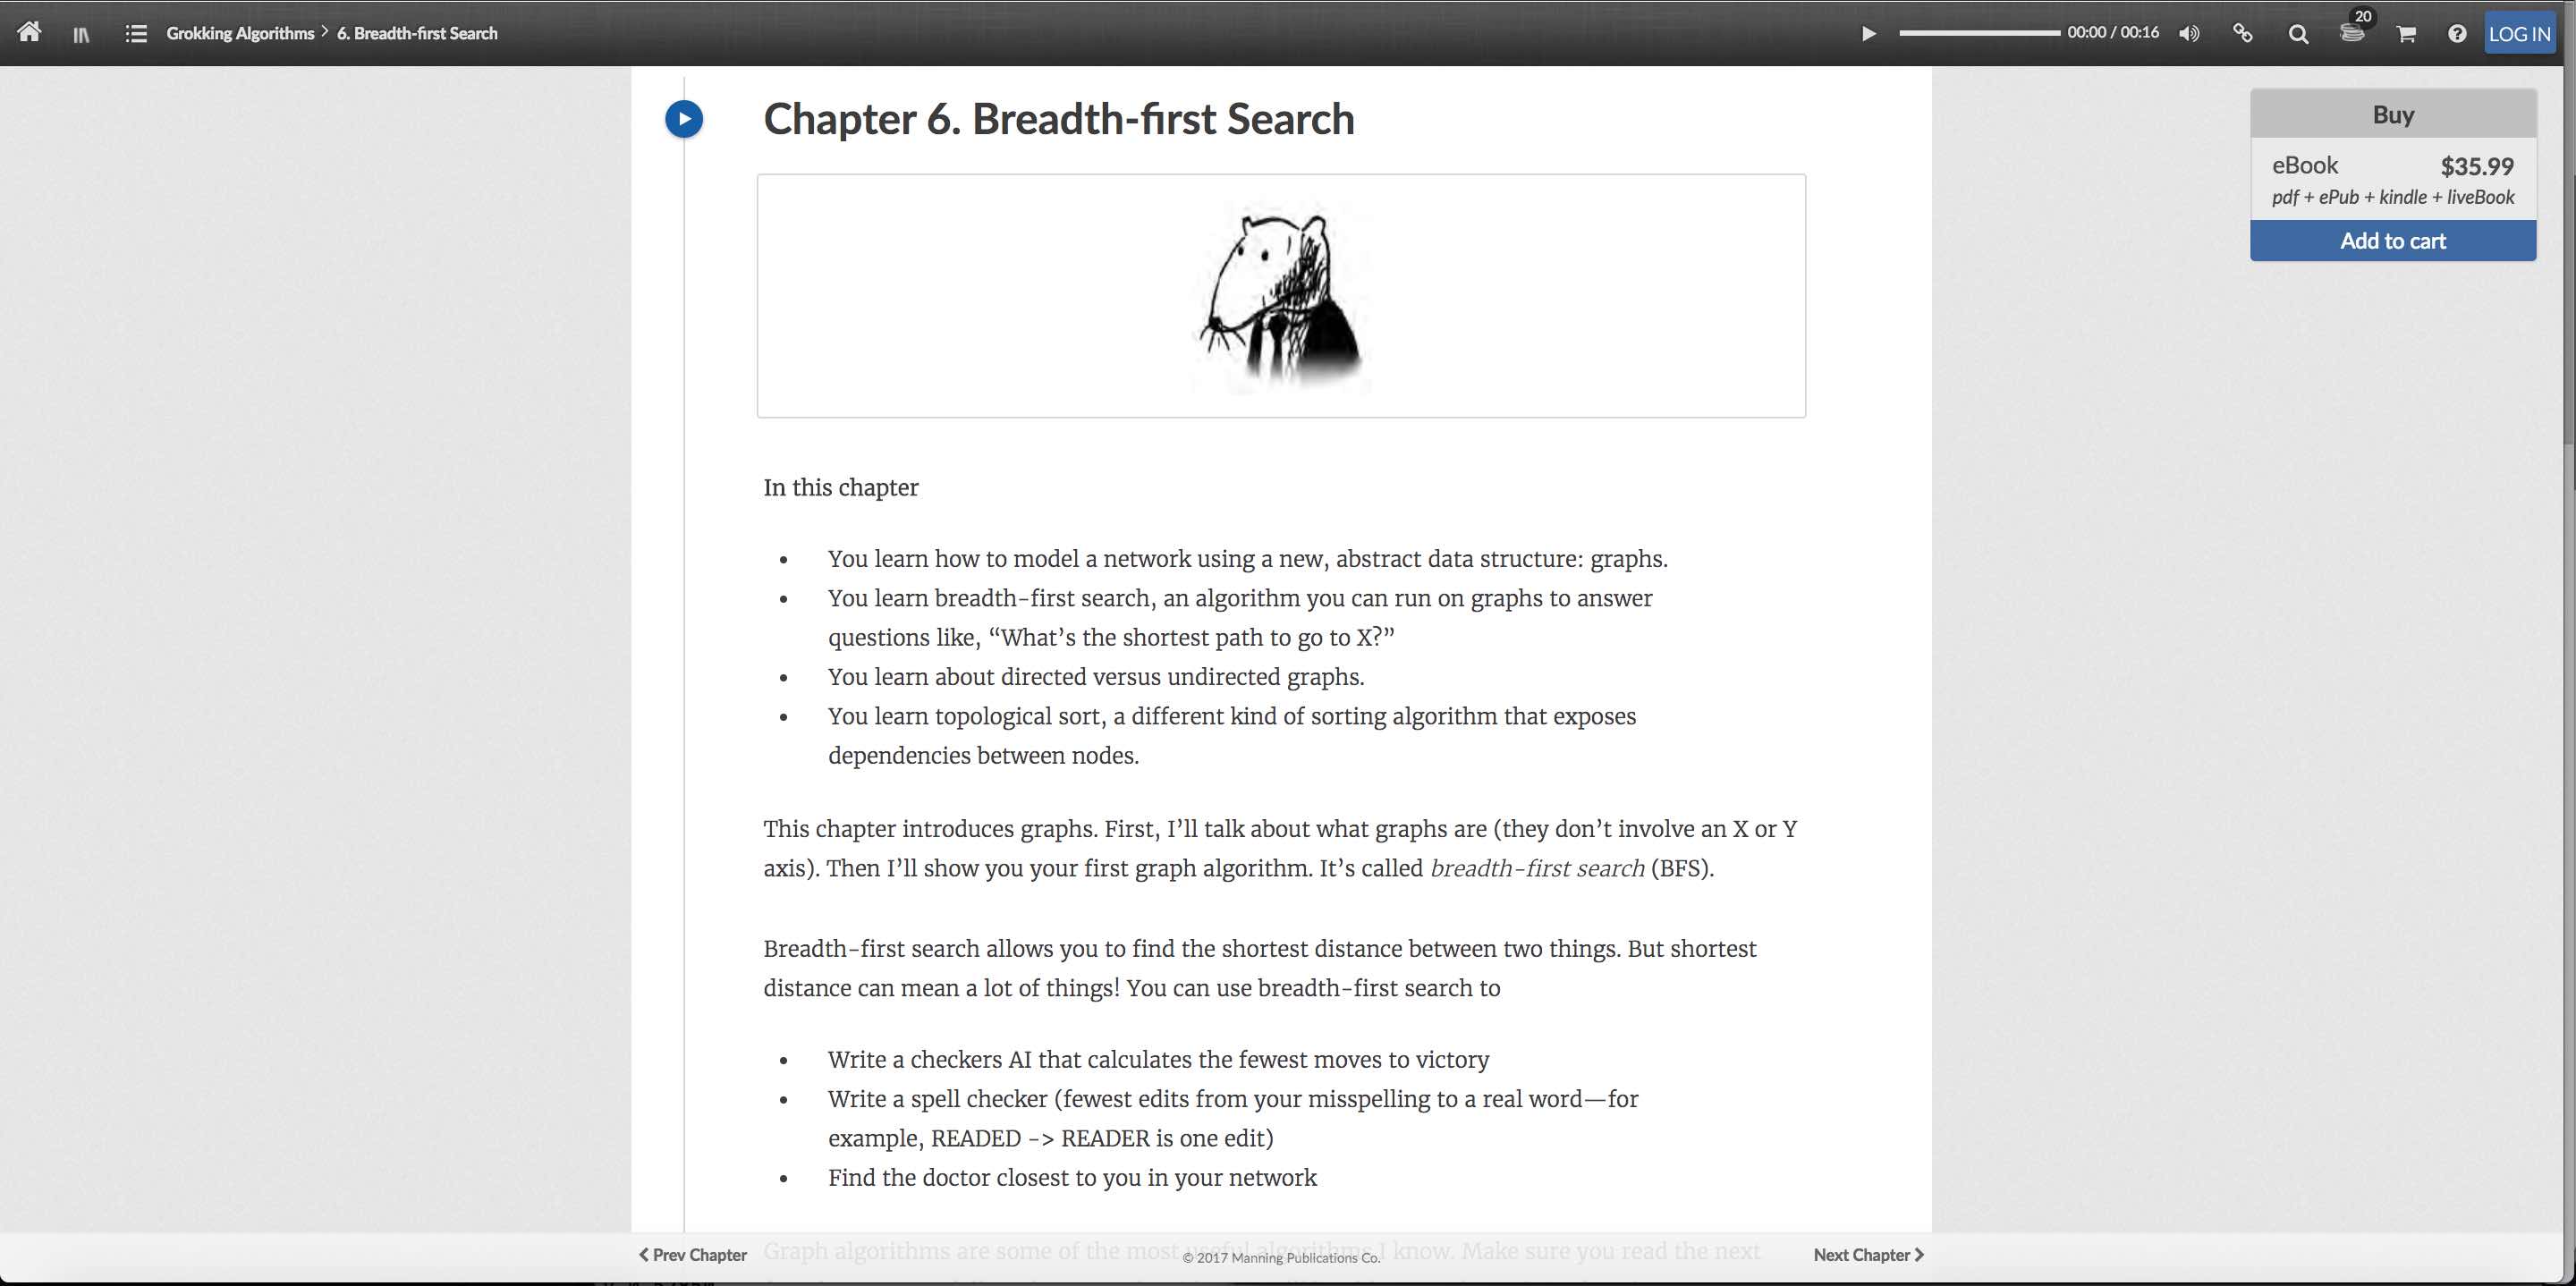 Grokking Algorithms > 6. Breadth-first Search
00:00 / 00:16
20
LOG IN
Chapter 6. Breadth-first Search
Buy
eBook $35.99
pdf + ePub + kindle + liveBook
Add to cart
In this chapter
• You learn how to model a network using a new, abstract data structure: graphs.
• You learn breadth-first search, an algorithm you can run on graphs to answer
questions like, “What’s the shortest path to go to X?”
• You learn about directed versus undirected graphs.
• You learn topological sort, a different kind of sorting algorithm that exposes
dependencies between nodes.
This chapter introduces graphs. First, I’ll talk about what graphs are (they don’t involve an X or Y
axis). Then I’ll show you your first graph algorithm. It’s called breadth-first search (BFS).
Breadth-first search allows you to find the shortest distance between two things. But shortest
distance can mean a lot of things! You can use breadth-first search to
• Write a checkers AI that calculates the fewest moves to victory
• Write a spell checker (fewest edits from your misspelling to a real word—for
example, READED -> READER is one edit)
• Find the doctor closest to you in your network
Graph algorithms are some of the most useful algorithms I know. Make sure you read the next
< Prev Chapter
© 2017 Manning Publications Co.
Next Chapter >